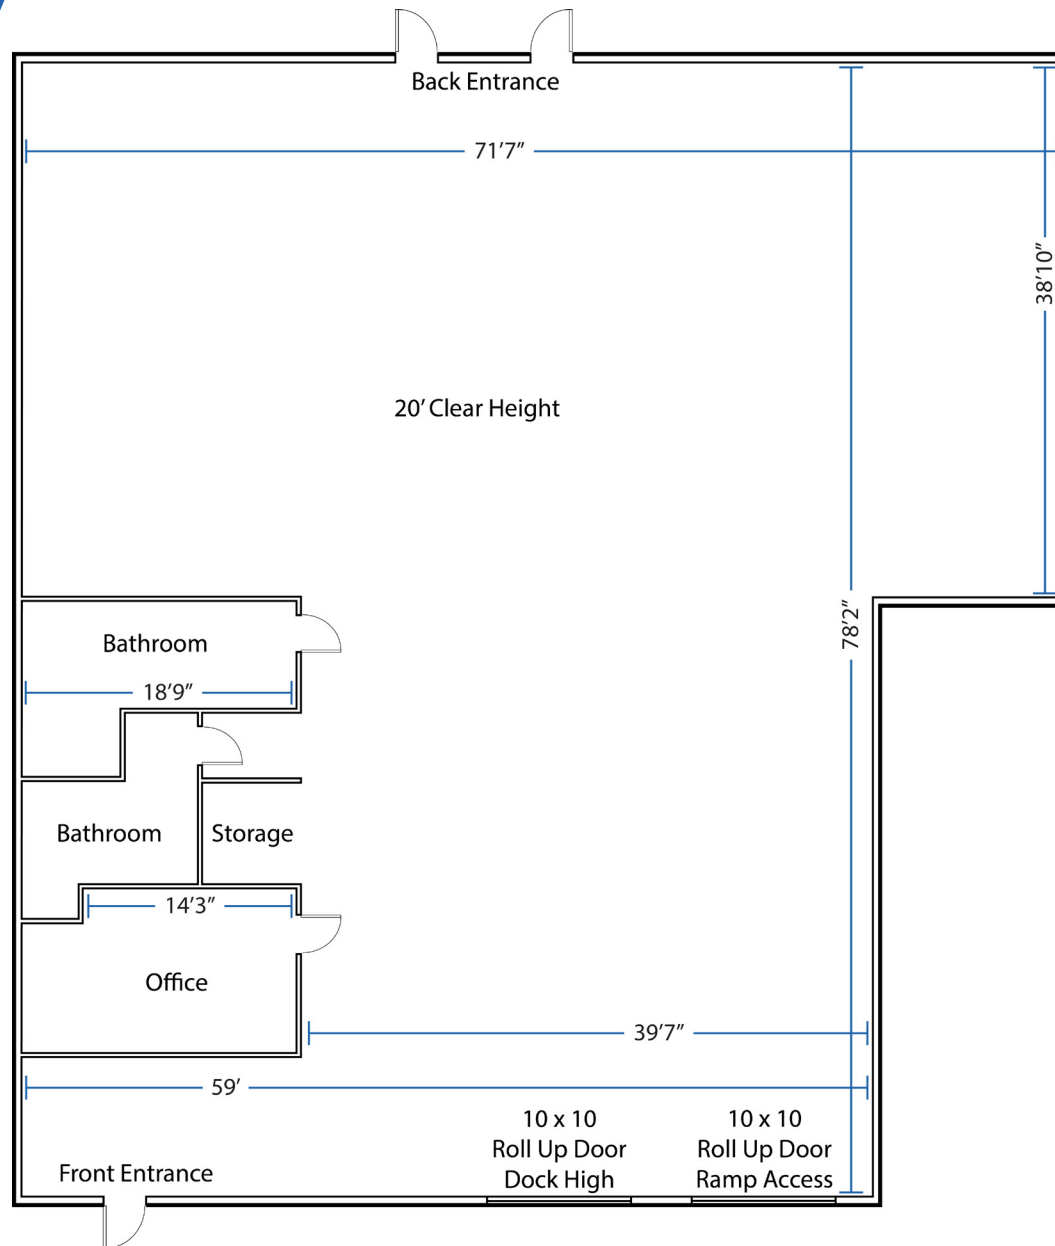 Back Entrance
71’7”
38’10”
20’ Clear Height
78’2”
Bathroom
18’9”
Bathroom
Storage
14’3”
Office
39’7”
59’
10 x 10
Roll Up Door
Dock High
10 x 10
Roll Up Door
Ramp Access
Front Entrance